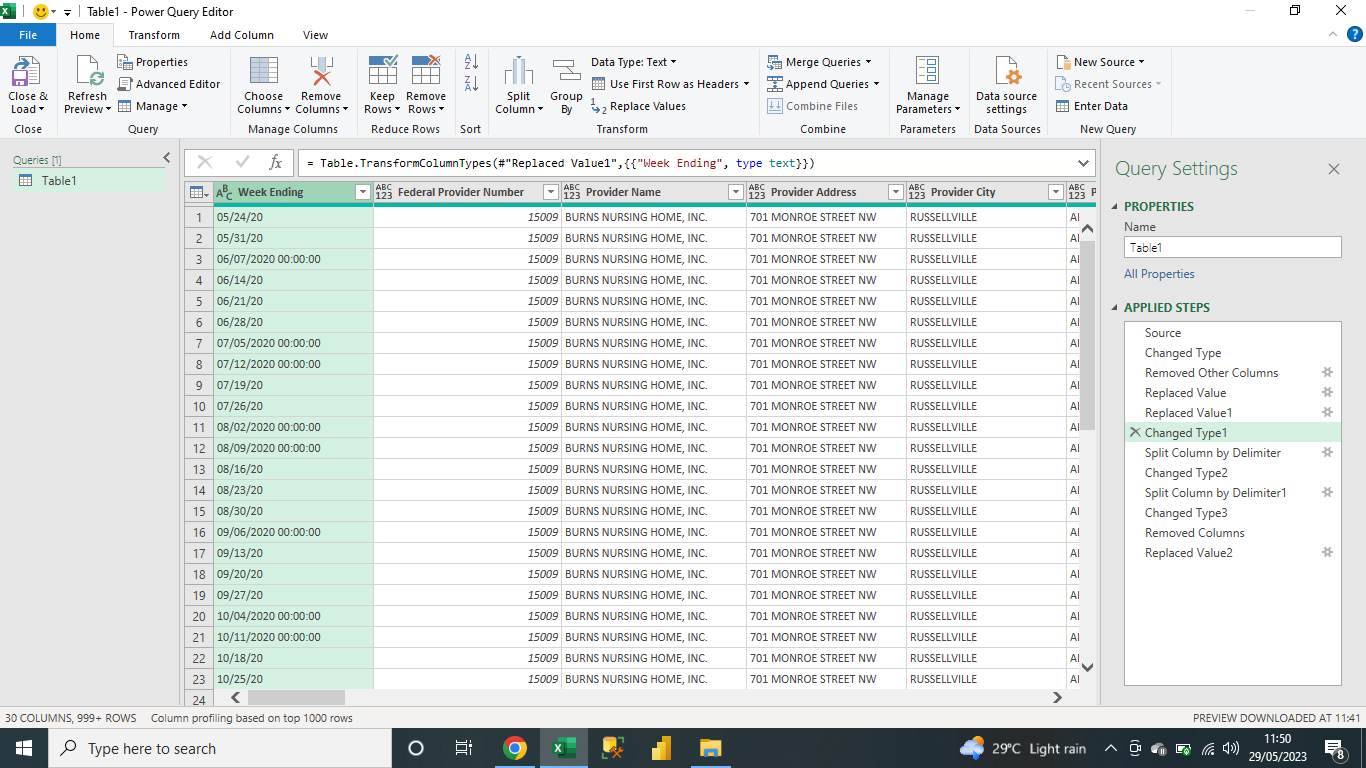 Table1 - Power Query Editor
File Home Transform Add Column View
Close & Load
Close
Refresh Preview
Properties
Advanced Editor
Manage
Query
Choose Columns
Remove Columns
Manage Columns
Keep Rows
Remove Rows
Reduce Rows
Sort
Split Column
Group By
Data Type: Text
Use First Row as Headers
Replace Values
Transform
Merge Queries
Append Queries
Combine Files
Combine
Manage Parameters
Parameters
Data source settings
Data Sources
New Source
Recent Sources
Enter Data
New Query
Queries [1]
Table1
fx = Table.TransformColumnTypes(#"Replaced Value1",{{"Week Ending", type text}})
ABC Week Ending ABC 123 Federal Provider Number ABC 123 Provider Name ABC 123 Provider Address ABC 123 Provider City ABC 123 P
1 05/24/20 15009 BURNS NURSING HOME, INC. 701 MONROE STREET NW RUSSELLVILLE Al
2 05/31/20 15009 BURNS NURSING HOME, INC. 701 MONROE STREET NW RUSSELLVILLE Al
3 06/07/2020 00:00:00 15009 BURNS NURSING HOME, INC. 701 MONROE STREET NW RUSSELLVILLE Al
4 06/14/20 15009 BURNS NURSING HOME, INC. 701 MONROE STREET NW RUSSELLVILLE Al
5 06/21/20 15009 BURNS NURSING HOME, INC. 701 MONROE STREET NW RUSSELLVILLE Al
6 06/28/20 15009 BURNS NURSING HOME, INC. 701 MONROE STREET NW RUSSELLVILLE Al
7 07/05/2020 00:00:00 15009 BURNS NURSING HOME, INC. 701 MONROE STREET NW RUSSELLVILLE Al
8 07/12/2020 00:00:00 15009 BURNS NURSING HOME, INC. 701 MONROE STREET NW RUSSELLVILLE Al
9 07/19/20 15009 BURNS NURSING HOME, INC. 701 MONROE STREET NW RUSSELLVILLE Al
10 07/26/20 15009 BURNS NURSING HOME, INC. 701 MONROE STREET NW RUSSELLVILLE Al
11 08/02/2020 00:00:00 15009 BURNS NURSING HOME, INC. 701 MONROE STREET NW RUSSELLVILLE Al
12 08/09/2020 00:00:00 15009 BURNS NURSING HOME, INC. 701 MONROE STREET NW RUSSELLVILLE Al
13 08/16/20 15009 BURNS NURSING HOME, INC. 701 MONROE STREET NW RUSSELLVILLE Al
14 08/23/20 15009 BURNS NURSING HOME, INC. 701 MONROE STREET NW RUSSELLVILLE Al
15 08/30/20 15009 BURNS NURSING HOME, INC. 701 MONROE STREET NW RUSSELLVILLE Al
16 09/06/2020 00:00:00 15009 BURNS NURSING HOME, INC. 701 MONROE STREET NW RUSSELLVILLE Al
17 09/13/20 15009 BURNS NURSING HOME, INC. 701 MONROE STREET NW RUSSELLVILLE Al
18 09/20/20 15009 BURNS NURSING HOME, INC. 701 MONROE STREET NW RUSSELLVILLE Al
19 09/27/20 15009 BURNS NURSING HOME, INC. 701 MONROE STREET NW RUSSELLVILLE Al
20 10/04/2020 00:00:00 15009 BURNS NURSING HOME, INC. 701 MONROE STREET NW RUSSELLVILLE Al
21 10/11/2020 00:00:00 15009 BURNS NURSING HOME, INC. 701 MONROE STREET NW RUSSELLVILLE Al
22 10/18/20 15009 BURNS NURSING HOME, INC. 701 MONROE STREET NW RUSSELLVILLE Al
23 10/25/20 15009 BURNS NURSING HOME, INC. 701 MONROE STREET NW RUSSELLVILLE Al
24
Query Settings
PROPERTIES
Name
Table1
All Properties
APPLIED STEPS
Source
Changed Type
Removed Other Columns
Replaced Value
Replaced Value1
Changed Type1
Split Column by Delimiter
Changed Type2
Split Column by Delimiter1
Changed Type3
Removed Columns
Replaced Value2
30 COLUMNS, 999+ ROWS Column profiling based on top 1000 rows PREVIEW DOWNLOADED AT 11:41
Type here to search
29°C Light rain
11:50
29/05/2023
8